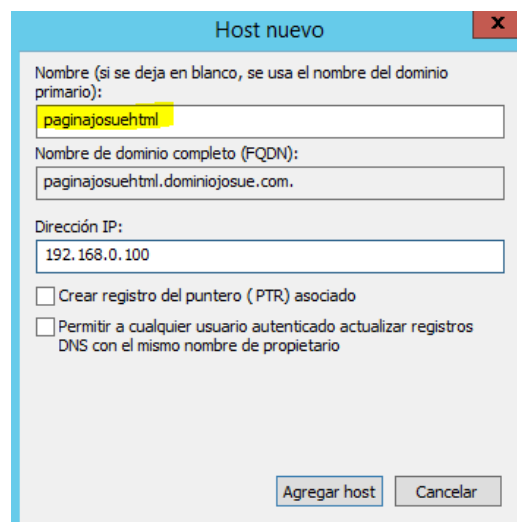 Host nuevo
x
Nombre (si se deja en blanco, se usa el nombre del dominio
primario):
paginajosuehtml
Nombre de dominio completo (FQDN):
paginajosuehtml.dominiojosue.com.
Dirección IP:
192.168.0.100
Crear registro del puntero (PTR) asociado
Permitir a cualquier usuario autenticado actualizar registros
DNS con el mismo nombre de propietario
Agregar host
Cancelar